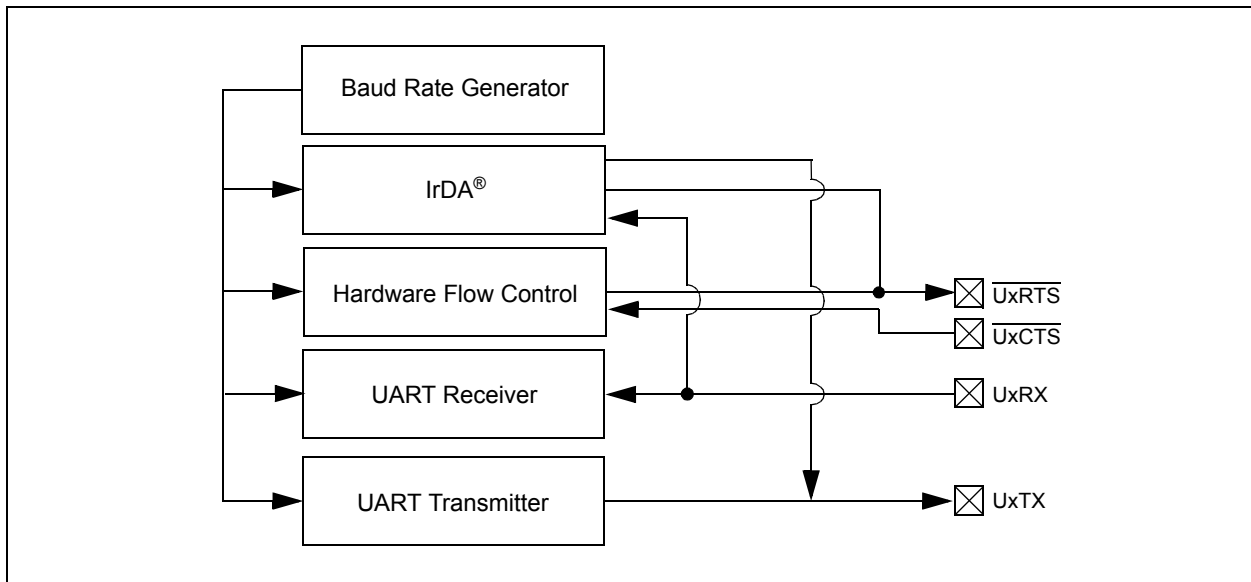 Baud Rate Generator
IrDA®
Hardware Flow Control
UxRTS
UxCTS
UART Receiver
UxRX
UART Transmitter
UxTX